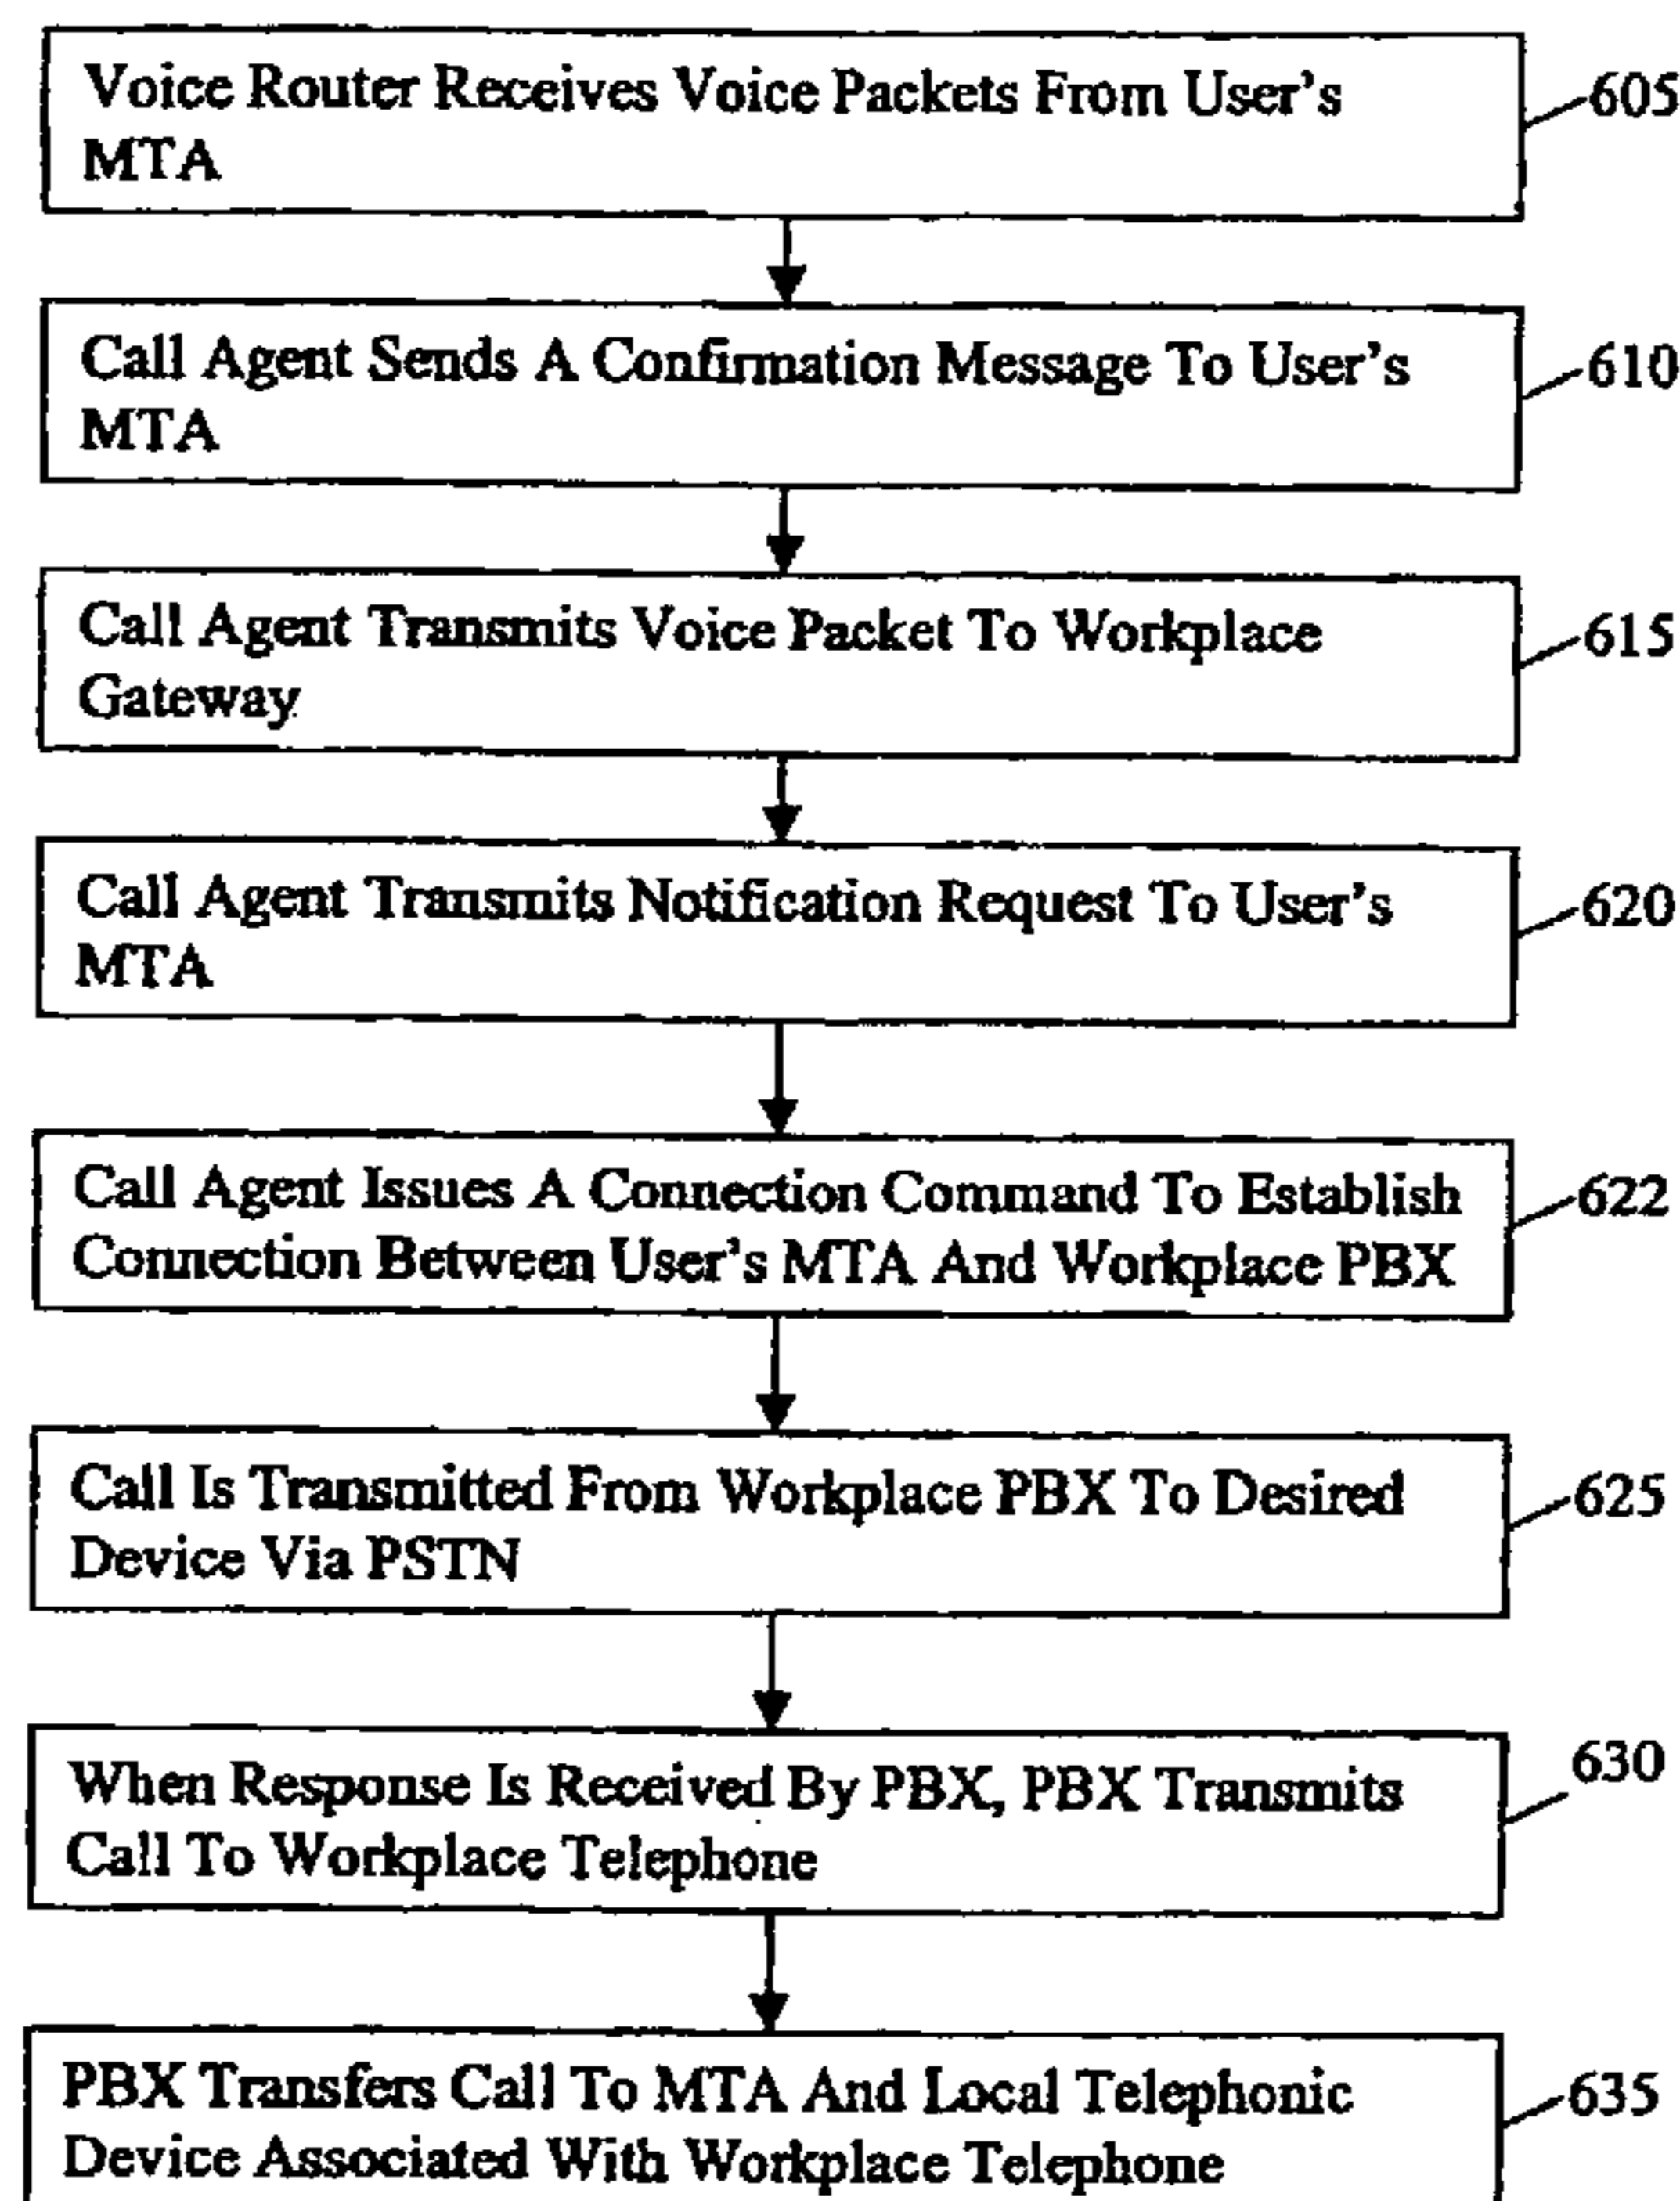 Voice Router Receives Voice Packets From User's
MTA
605
Call Agent Sends A Confirmation Message To User's
MTA
610
Call Agent Transmits Voice Packet To Workplace
Gateway
615
Call Agent Transmits Notification Request To User's
MTA
620
Call Agent Issues A Connection Command To Establish
Connection Between User's MTA And Workplace PBX
622
Call Is Transmitted From Workplace PBX To Desired
Device Via PSTN
625
When Response Is Received By PBX, PBX Transmits
Call To Workplace Telephone
630
PBX Transfers Call To MTA And Local Telephonic
Device Associated With Workplace Telephone
635